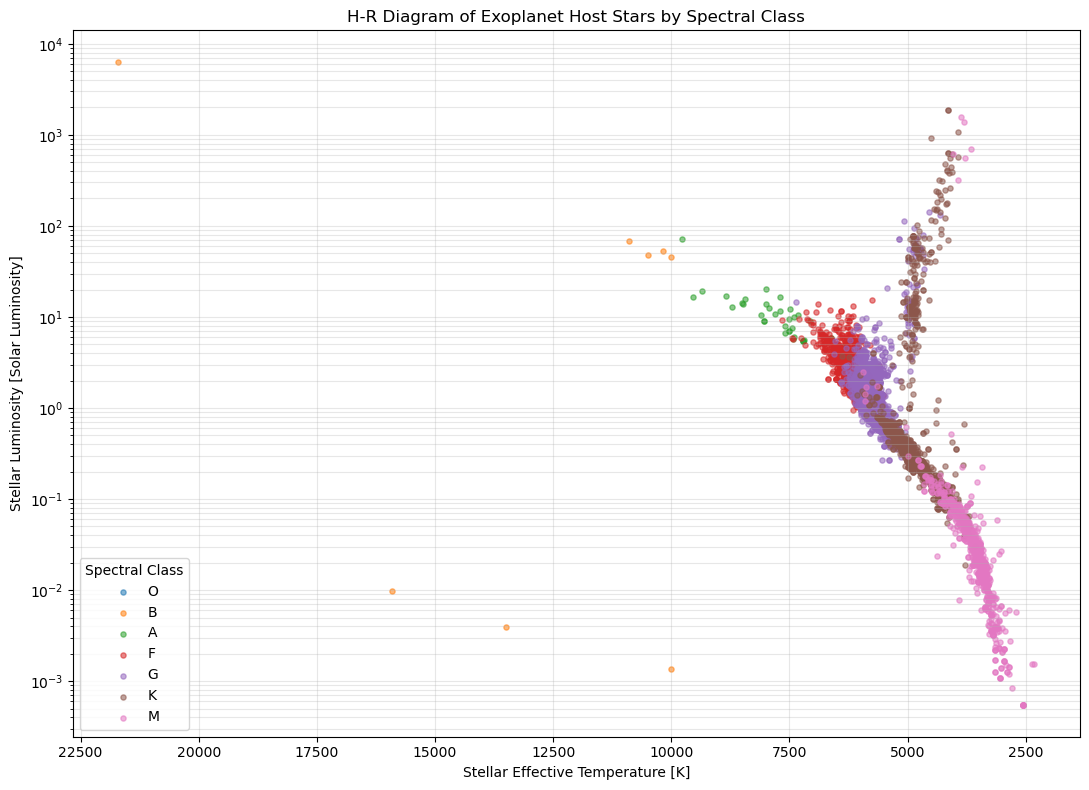 H-R Diagram of Exoplanet Host Stars by Spectral Class
Stellar Luminosity [Solar Luminosity]
10^4
10^3
10^2
10^1
10^0
10^-1
10^-2
10^-3
Spectral Class
O
B
A
F
G
K
M
22500 20000 17500 15000 12500 10000 7500 5000 2500
Stellar Effective Temperature [K]